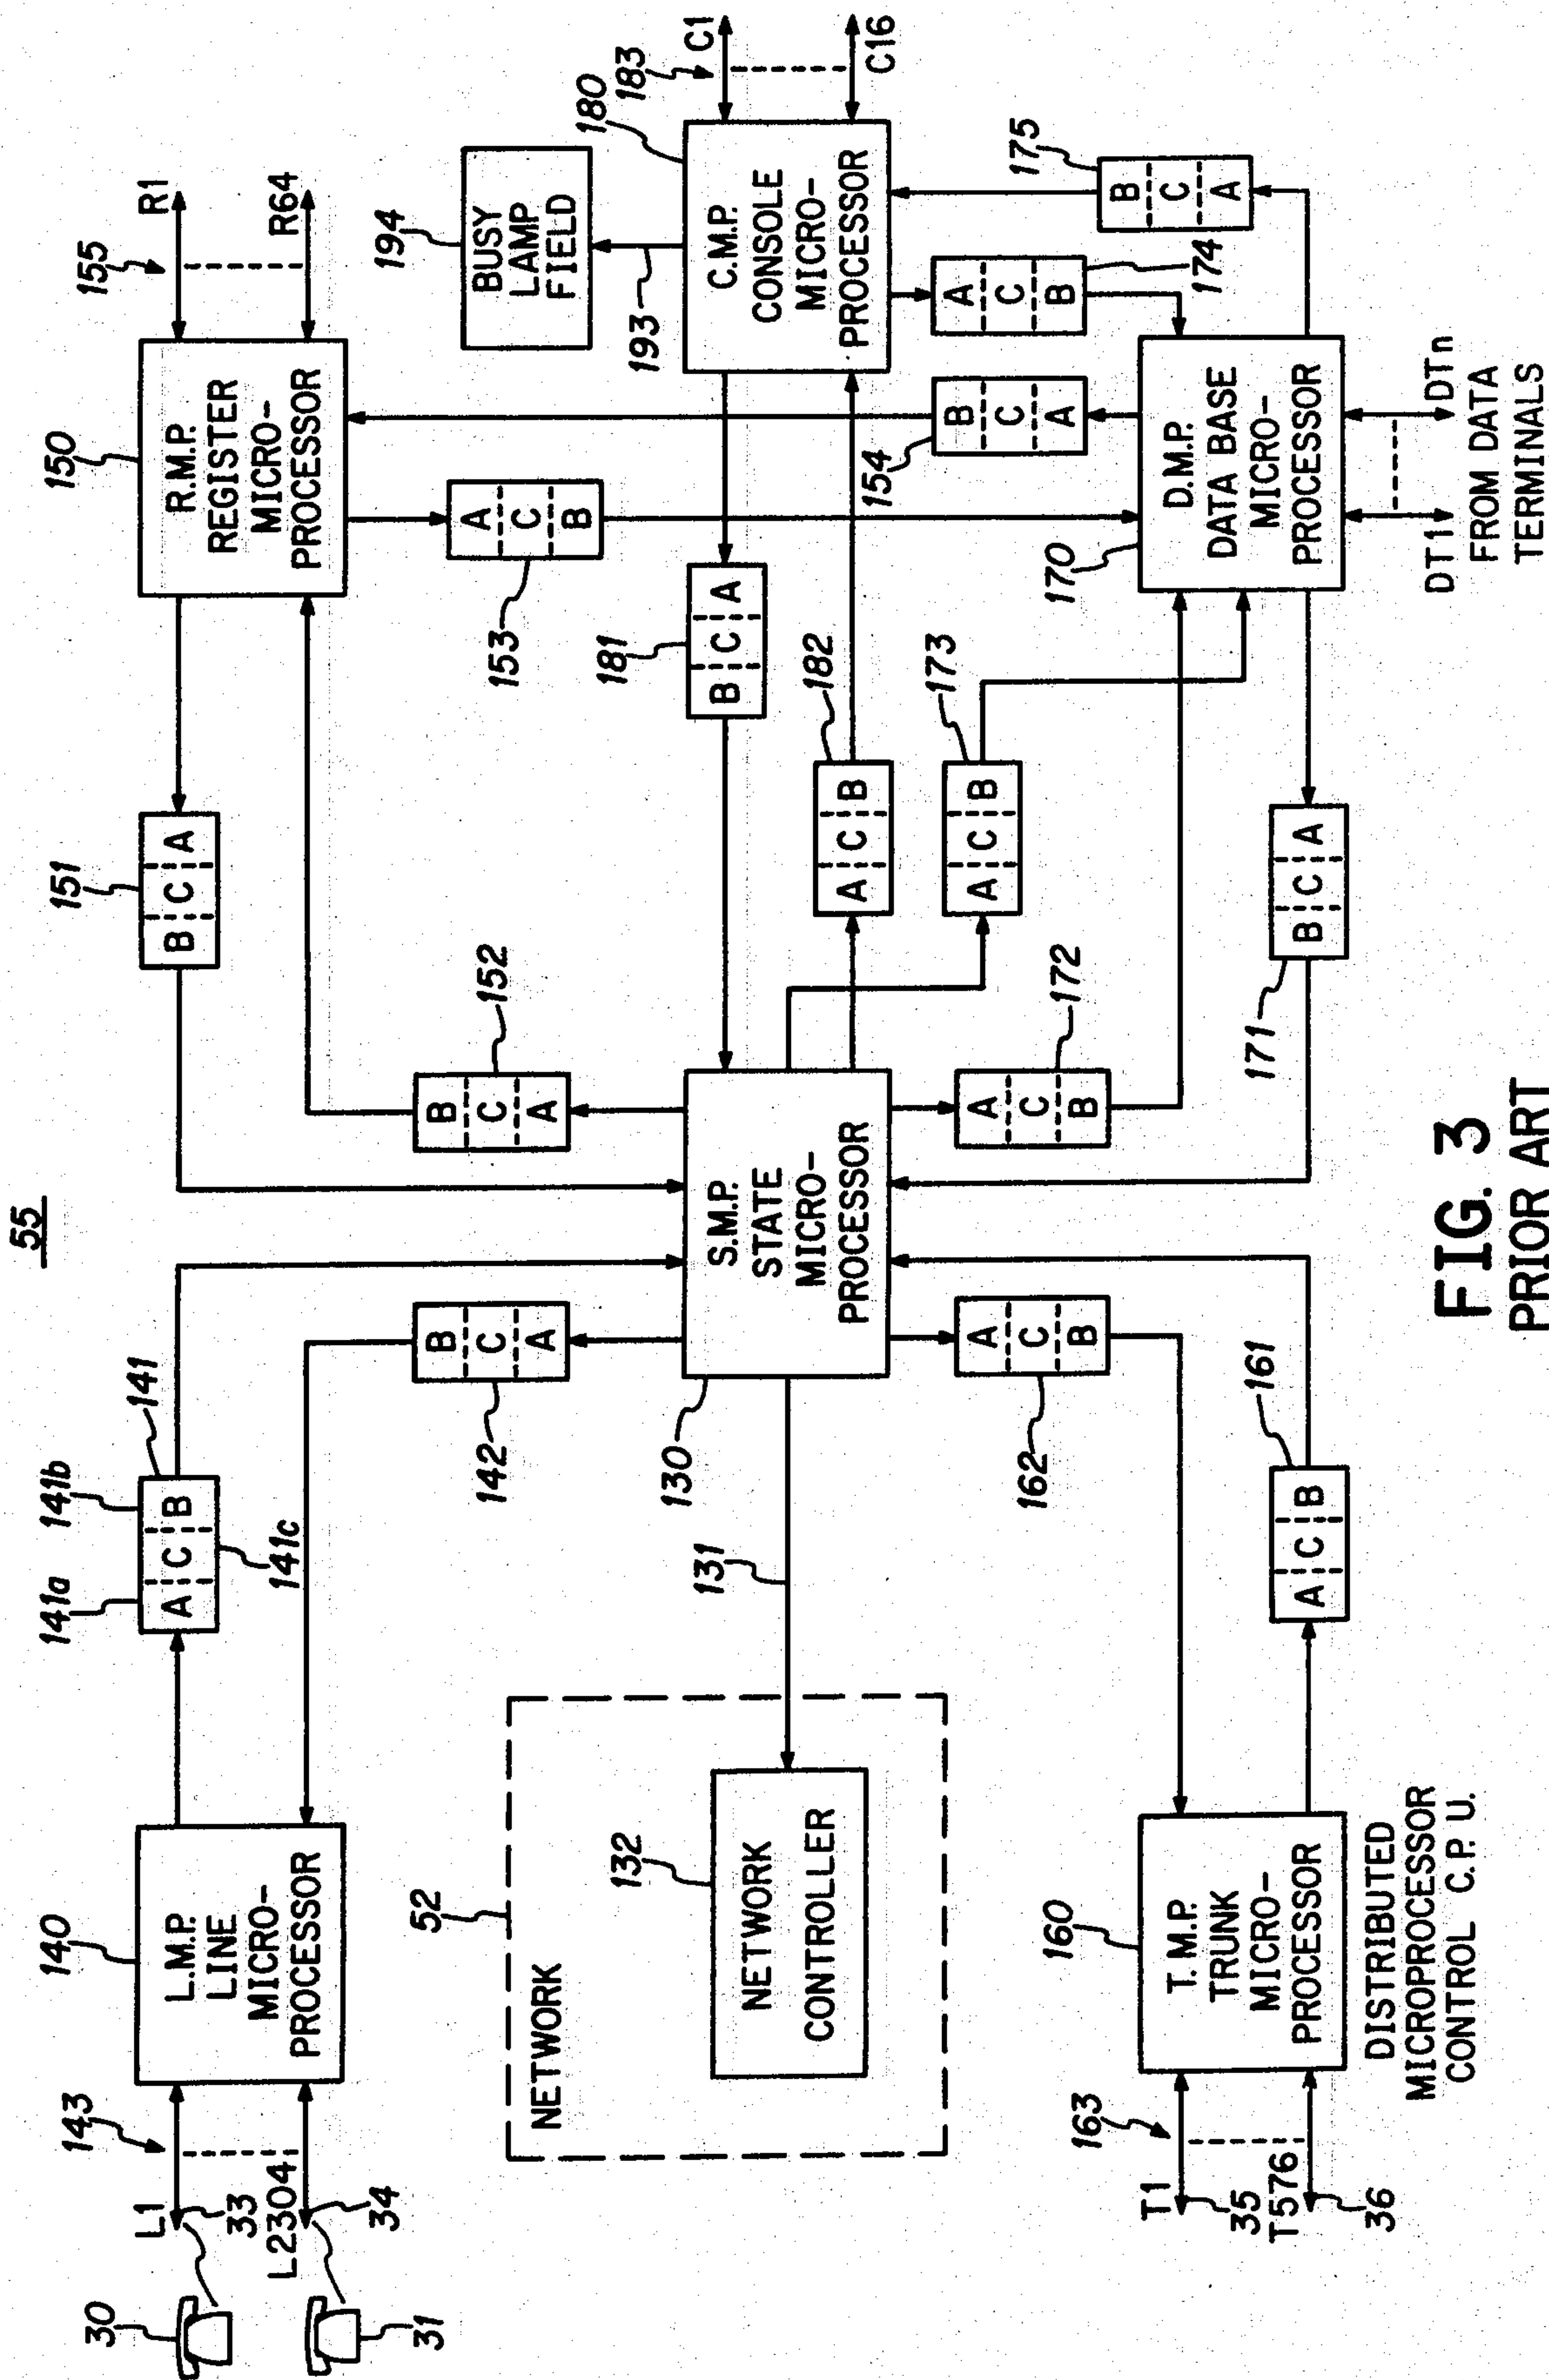 55
30
31
L1
33
L2304
34
143
140
L.M.P.
LINE
MICRO-
PROCESSOR
141a
141b
141
A C B
141c
142
B
C
A
151
B C A
152
B
C
A
150
R.M.P.
REGISTER
MICRO-
PROCESSOR
155
R1
R64
153
A
C
B
154
B
C
A
194
BUSY
LAMP
FIELD
193
52
NETWORK
132
NETWORK
CONTROLLER
131
130
S.M.P.
STATE
MICRO-
PROCESSOR
181
B C A
182
A C B
173
A C B
180
C.M.P.
CONSOLE
MICRO-
PROCESSOR
183
C1
C16
174
A
C
B
175
B
C
A
T1
35
T576
36
163
160
T.M.P.
TRUNK
MICRO-
PROCESSOR
161
A C B
162
A
C
B
172
A
C
B
171
B C A
170
D.M.P.
DATA BASE
MICRO-
PROCESSOR
DT1
DTn
FROM DATA
TERMINALS
DISTRIBUTED
MICROPROCESSOR
CONTROL C.P.U.
FIG. 3
PRIOR ART